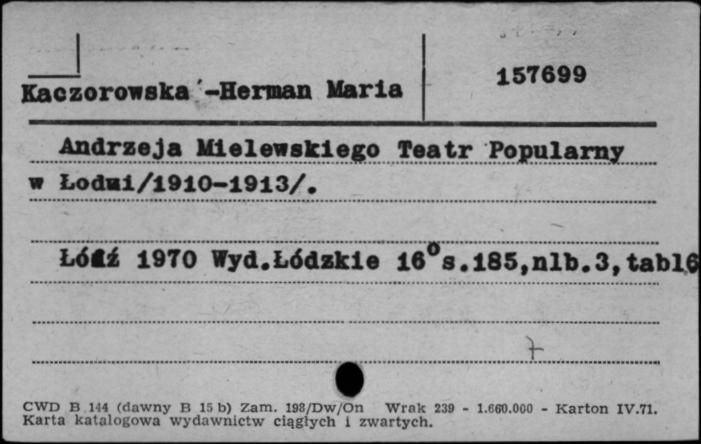 157699
Kaczorowska -Herman Maria
Andrzeja Mielewskiego Teatr Popularny
w Łodzi/1910-1913/.
Łódź 1970 Wyd.Łódzkie 16°s.185,nlb.3,tabl6
CWD B 144 (dawny B 15 b) Zam. 198/Dw/On Wrak 239 - 1.660.000 - Karton IV.71.
Karta katalogowa wydawnictw ciągłych i zwartych.